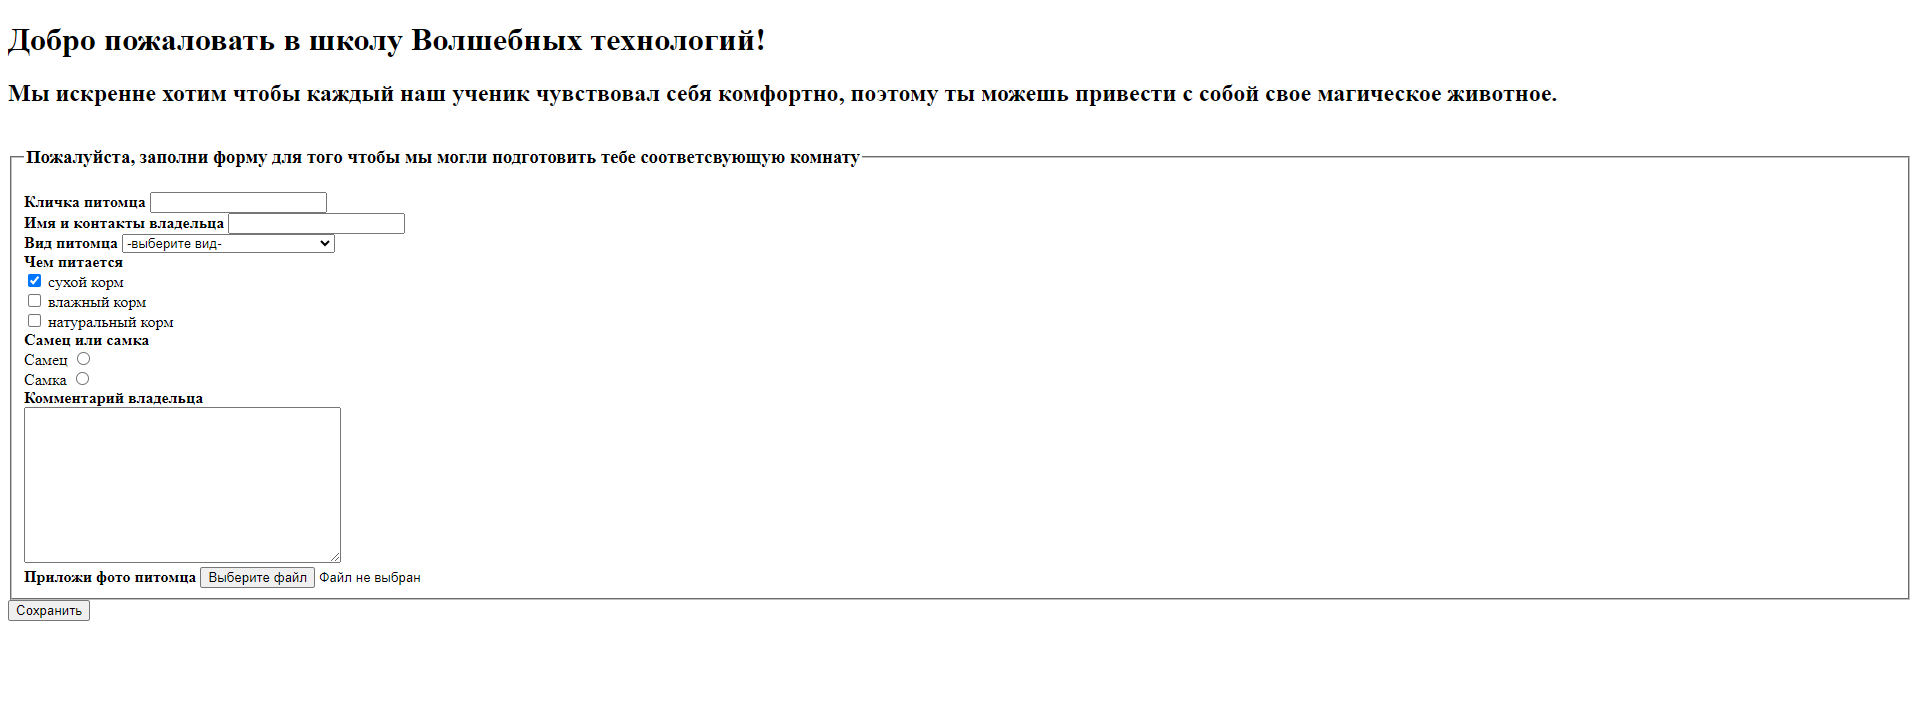 Добро пожаловать в школу Волшебных технологий!
Мы искренне хотим чтобы каждый наш ученик чувствовал себя комфортно, поэтому ты можешь привести с собой свое магическое животное.
Пожалуйста, заполни форму для того чтобы мы могли подготовить тебе соответсвующую комнату
Кличка питомца
Имя и контакты владельца
Вид питомца -выберите вид-
Чем питается
сухой корм
влажный корм
натуральный корм
Самец или самка
Самец
Самка
Комментарий владельца
Приложи фото питомца Выберите файл Файл не выбран
Сохранить